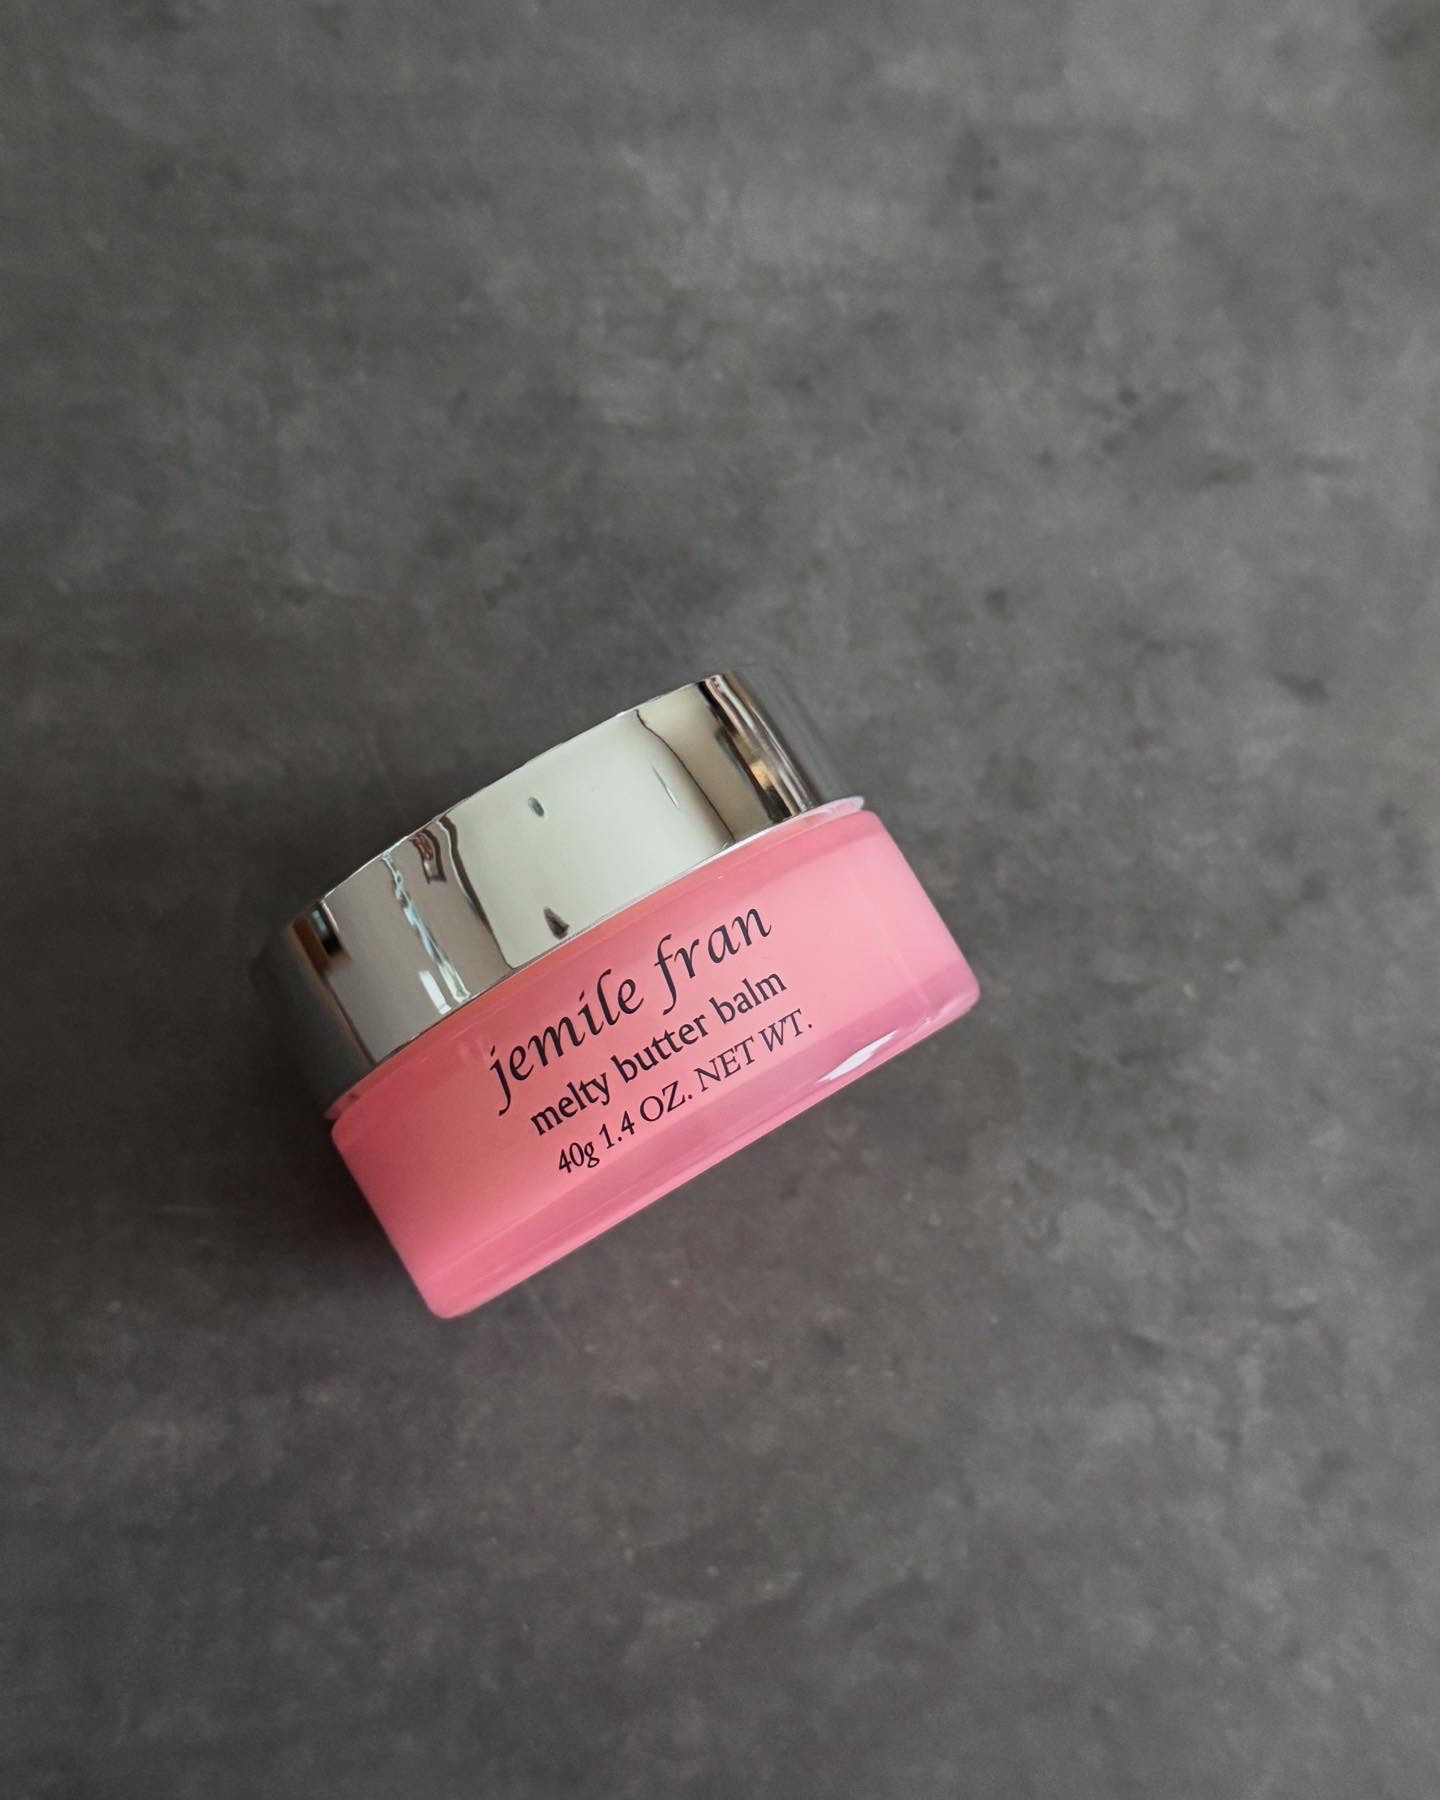 jemile fran
melty butter balm
40g 1.4 OZ. NET WT.